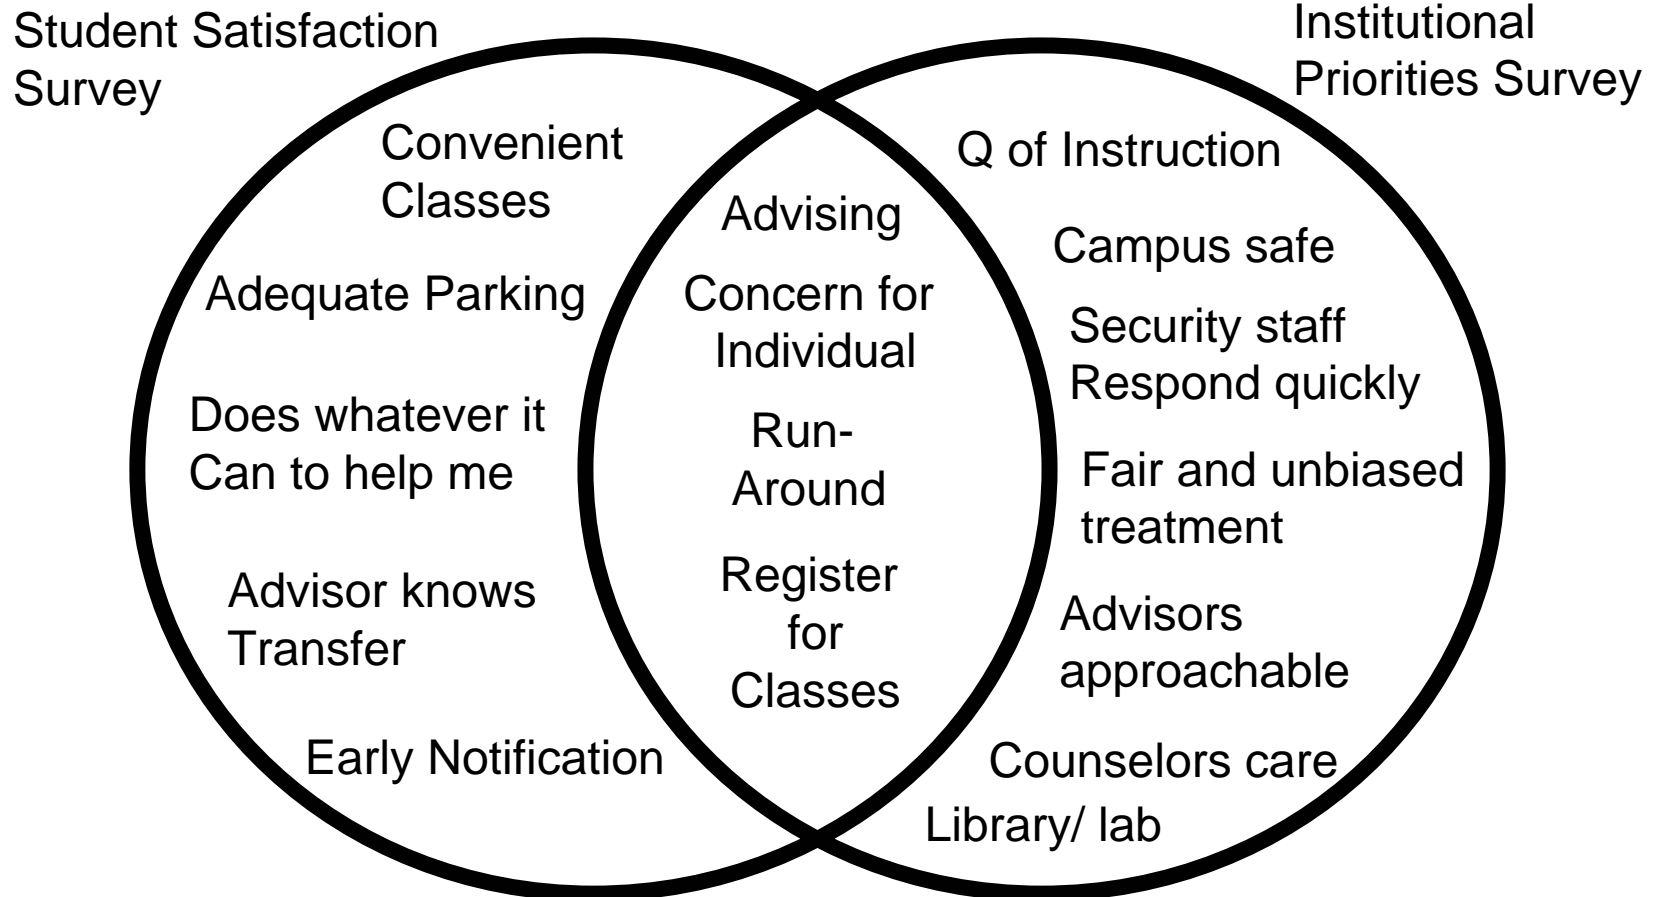 Student Satisfaction
Survey
Institutional
Priorities Survey
Convenient
Classes
Adequate Parking
Does whatever it
Can to help me
Advisor knows
Transfer
Early Notification
Advising
Concern for
Individual
Run-
Around
Register
for
Classes
Q of Instruction
Campus safe
Security staff
Respond quickly
Fair and unbiased
treatment
Advisors
approachable
Counselors care
Library/ lab